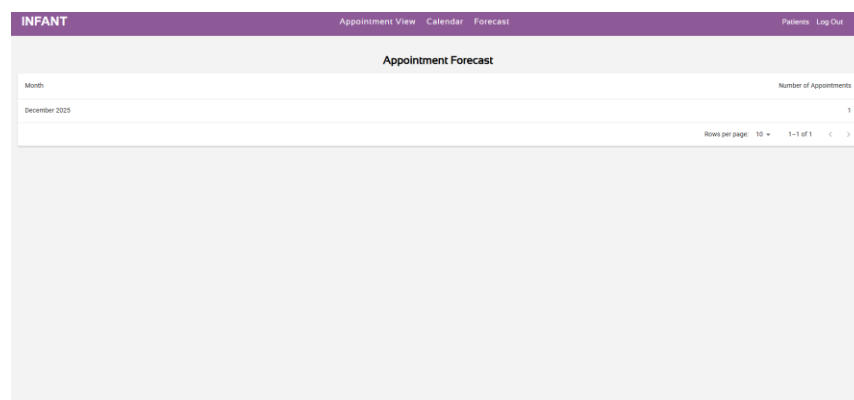 INFANT Appointment View Calendar Forecast Patients Log Out
Appointment Forecast
Month Number of Appointments
December 2025 1
Rows per page: 10 1–1 of 1